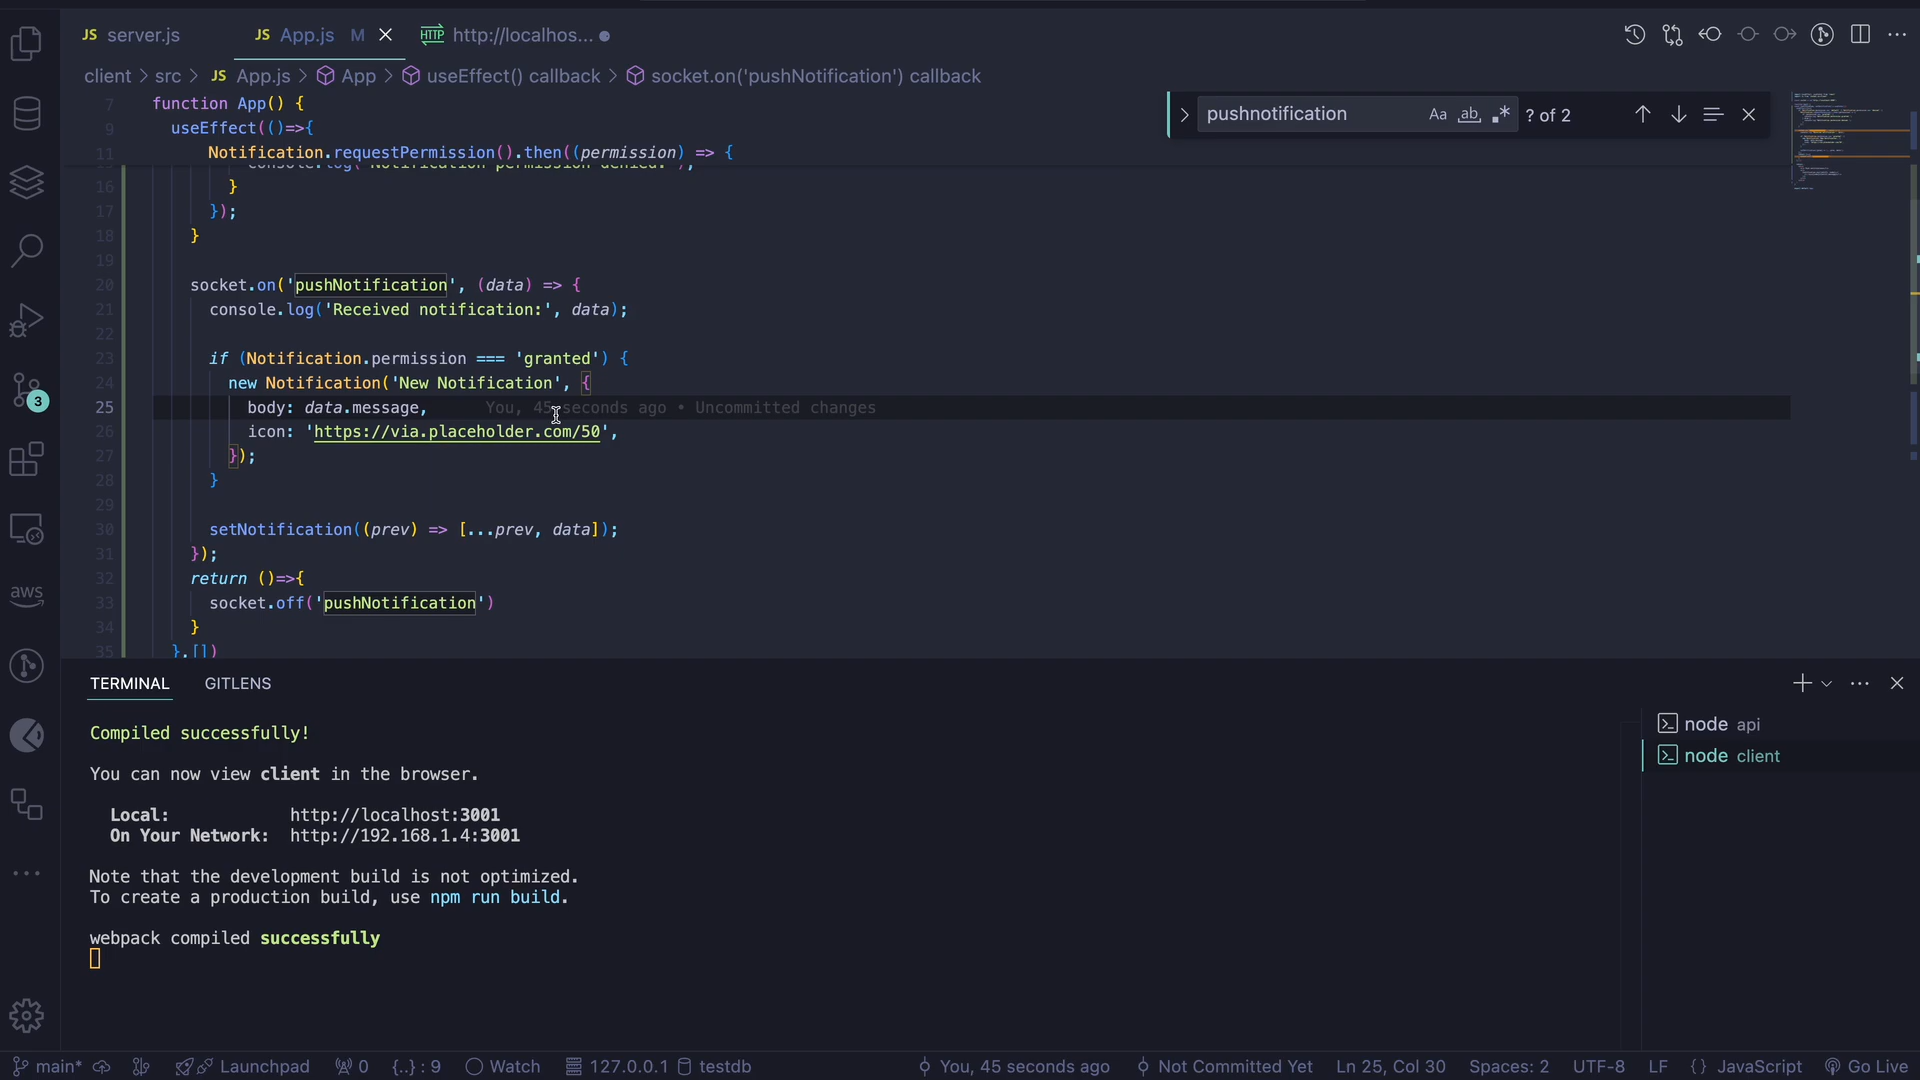 JS server.js
JS App.js M
HTTP http://localhos...
client > src > JS App.js > App > useEffect() callback > socket.on('pushNotification') callback
pushnotification Aa ab ? of 2
7 function App() {
9 useEffect(()=>{
11 Notification.requestPermission().then((permission) => {
console.log('Notification permission denied.');
16 }
17 });
18 }
19
20 socket.on('pushNotification', (data) => {
21 console.log('Received notification:', data);
22
23 if (Notification.permission === 'granted') {
24 new Notification('New Notification', {
25 body: data.message, You, 45 seconds ago • Uncommitted changes
26 icon: 'https://via.placeholder.com/50',
27 });
28 }
29
30 setNotification((prev) => [...prev, data]);
31 });
32 return ()=>{
33 socket.off('pushNotification')
34 }
35 },[])
3
aws
TERMINAL GITLENS
node api
node client
Compiled successfully!
You can now view client in the browser.
Local: http://localhost:3001
On Your Network: http://192.168.1.4:3001
Note that the development build is not optimized.
To create a production build, use npm run build.
webpack compiled successfully
main* Launchpad 0 {..} : 9 Watch 127.0.0.1 testdb You, 45 seconds ago Not Committed Yet Ln 25, Col 30 Spaces: 2 UTF-8 LF {} JavaScript Go Live